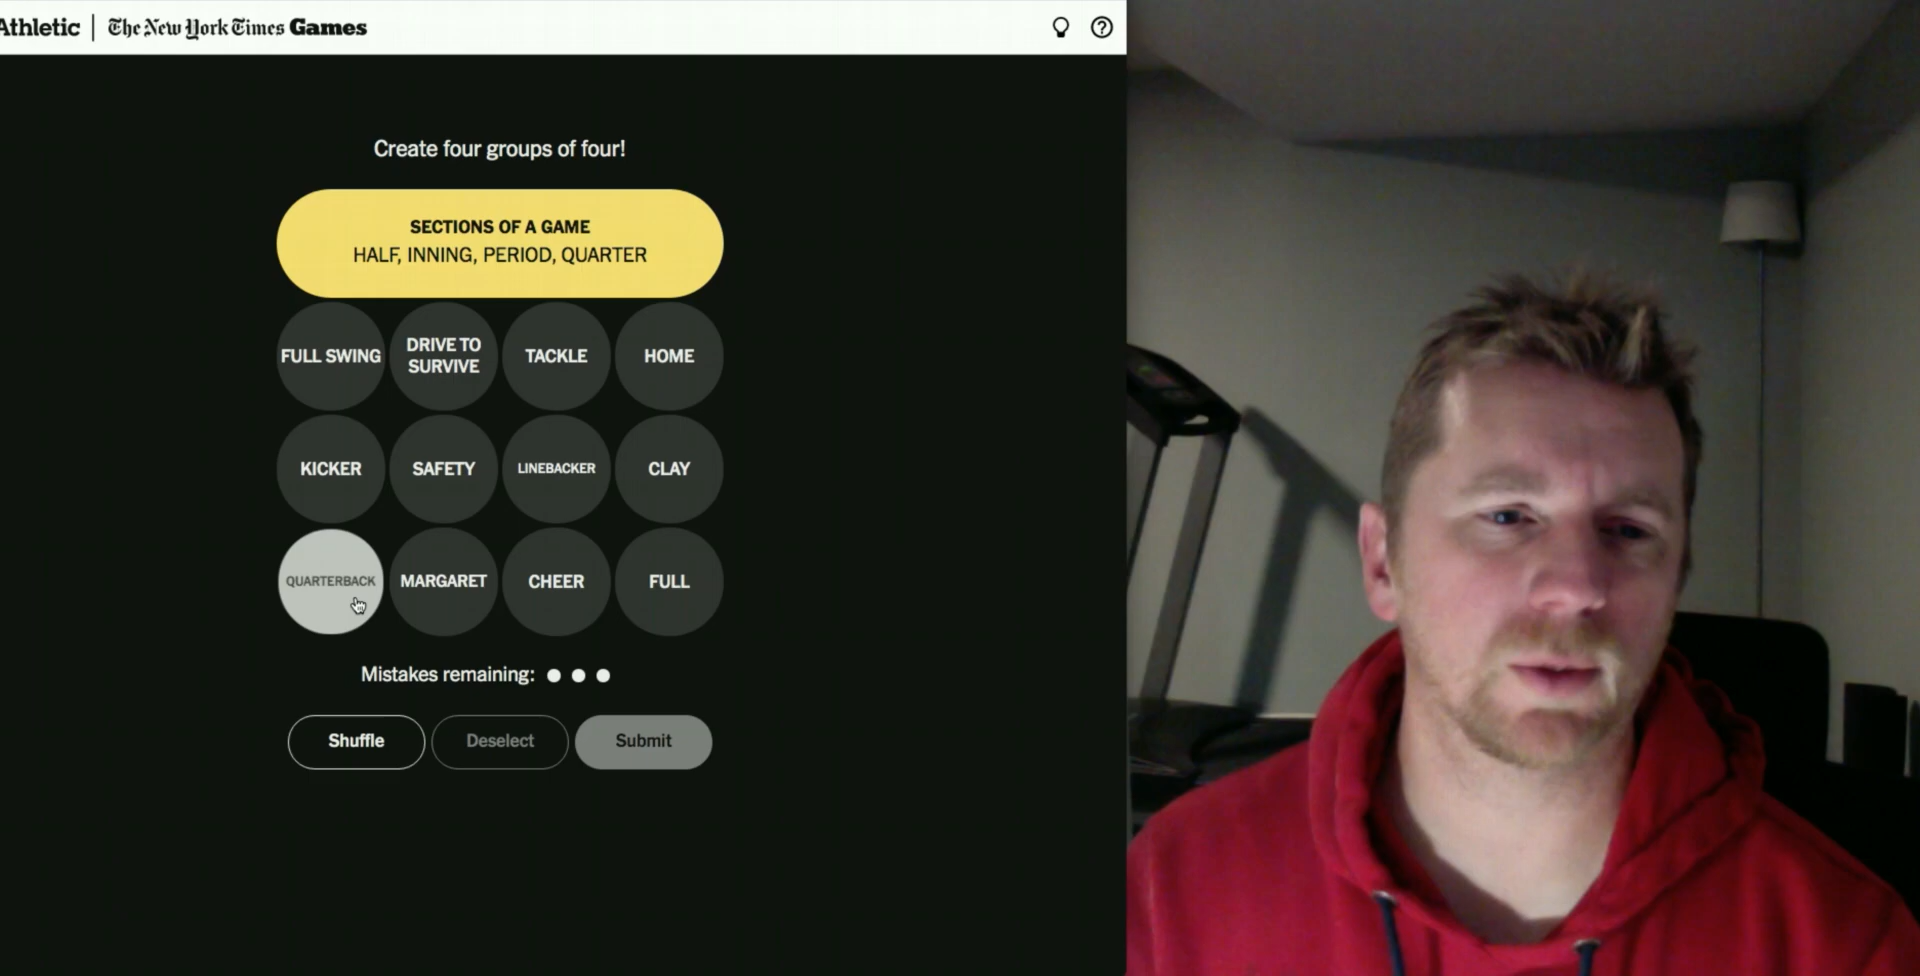 Athletic | The New York Times Games
Create four groups of four!
SECTIONS OF A GAME
HALF, INNING, PERIOD, QUARTER
FULL SWING
DRIVE TO
SURVIVE
TACKLE
HOME
KICKER
SAFETY
LINEBACKER
CLAY
QUARTERBACK
MARGARET
CHEER
FULL
Mistakes remaining:
Shuffle
Deselect
Submit